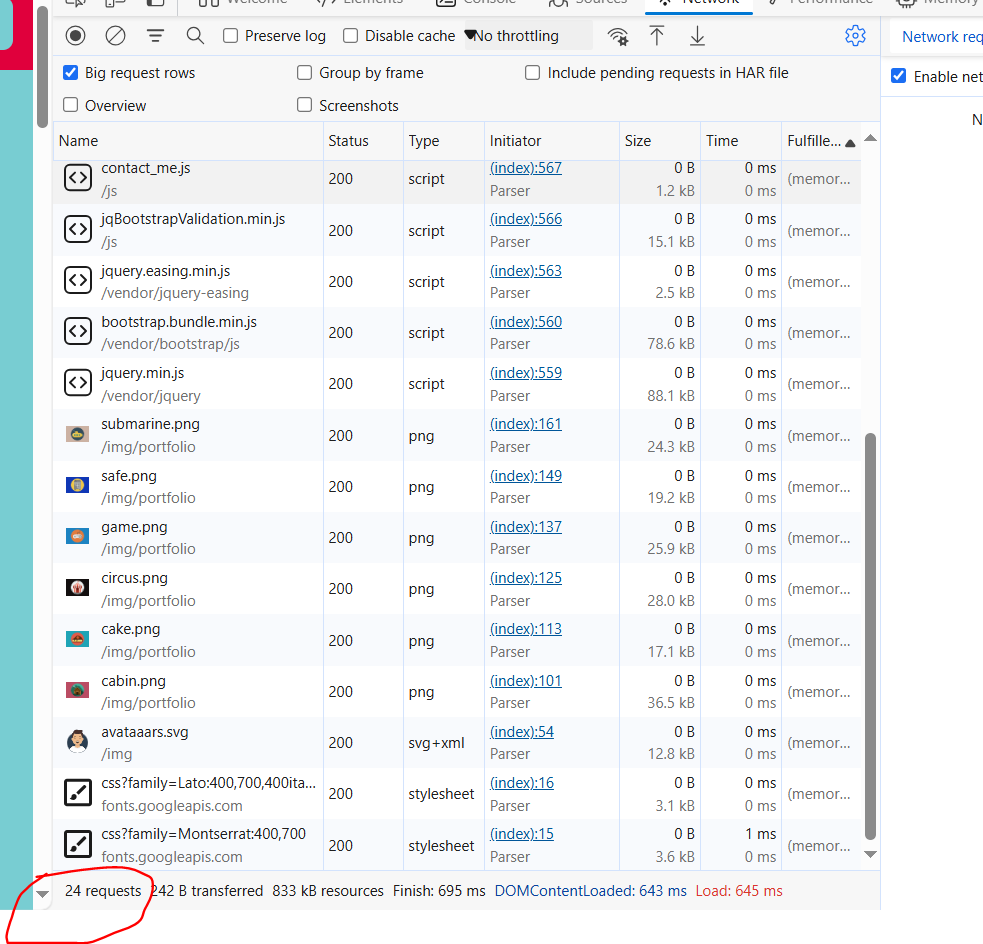 Welcome Elements Console Sources Network Performance Memory
Preserve log Disable cache No throttling
Network req
Big request rows Group by frame Include pending requests in HAR file
Enable net
Overview Screenshots
N
Name Status Type Initiator Size Time Fulfille...
contact_me.js 200 script (index):567 0 B 0 ms (memor...
/js Parser 1.2 kB 0 ms
jqBootstrapValidation.min.js 200 script (index):566 0 B 0 ms (memor...
/js Parser 15.1 kB 0 ms
jquery.easing.min.js 200 script (index):563 0 B 0 ms (memor...
/vendor/jquery-easing Parser 2.5 kB 0 ms
bootstrap.bundle.min.js 200 script (index):560 0 B 0 ms (memor...
/vendor/bootstrap/js Parser 78.6 kB 0 ms
jquery.min.js 200 script (index):559 0 B 0 ms (memor...
/vendor/jquery Parser 88.1 kB 0 ms
submarine.png 200 png (index):161 0 B 0 ms (memor...
/img/portfolio Parser 24.3 kB 0 ms
safe.png 200 png (index):149 0 B 0 ms (memor...
/img/portfolio Parser 19.2 kB 0 ms
game.png 200 png (index):137 0 B 0 ms (memor...
/img/portfolio Parser 25.9 kB 0 ms
circus.png 200 png (index):125 0 B 0 ms (memor...
/img/portfolio Parser 28.0 kB 0 ms
cake.png 200 png (index):113 0 B 0 ms (memor...
/img/portfolio Parser 17.1 kB 0 ms
cabin.png 200 png (index):101 0 B 0 ms (memor...
/img/portfolio Parser 36.5 kB 0 ms
avataaars.svg 200 svg+xml (index):54 0 B 0 ms (memor...
/img Parser 12.8 kB 0 ms
css?family=Lato:400,700,400ita... 200 stylesheet (index):16 0 B 0 ms (memor...
fonts.googleapis.com Parser 3.1 kB 0 ms
css?family=Montserrat:400,700 200 stylesheet (index):15 0 B 1 ms (memor...
fonts.googleapis.com Parser 3.6 kB 0 ms
24 requests 242 B transferred 833 kB resources Finish: 695 ms DOMContentLoaded: 643 ms Load: 645 ms